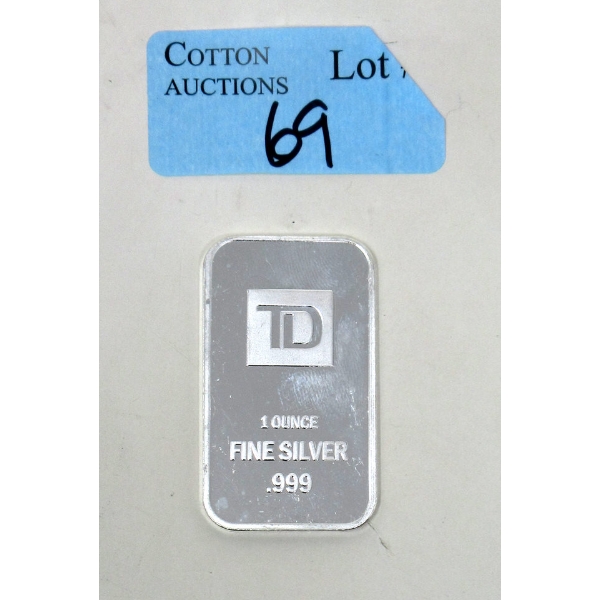 COTTON
AUCTIONS
Lot
69
TD
1 OUNCE
FINE SILVER
.999